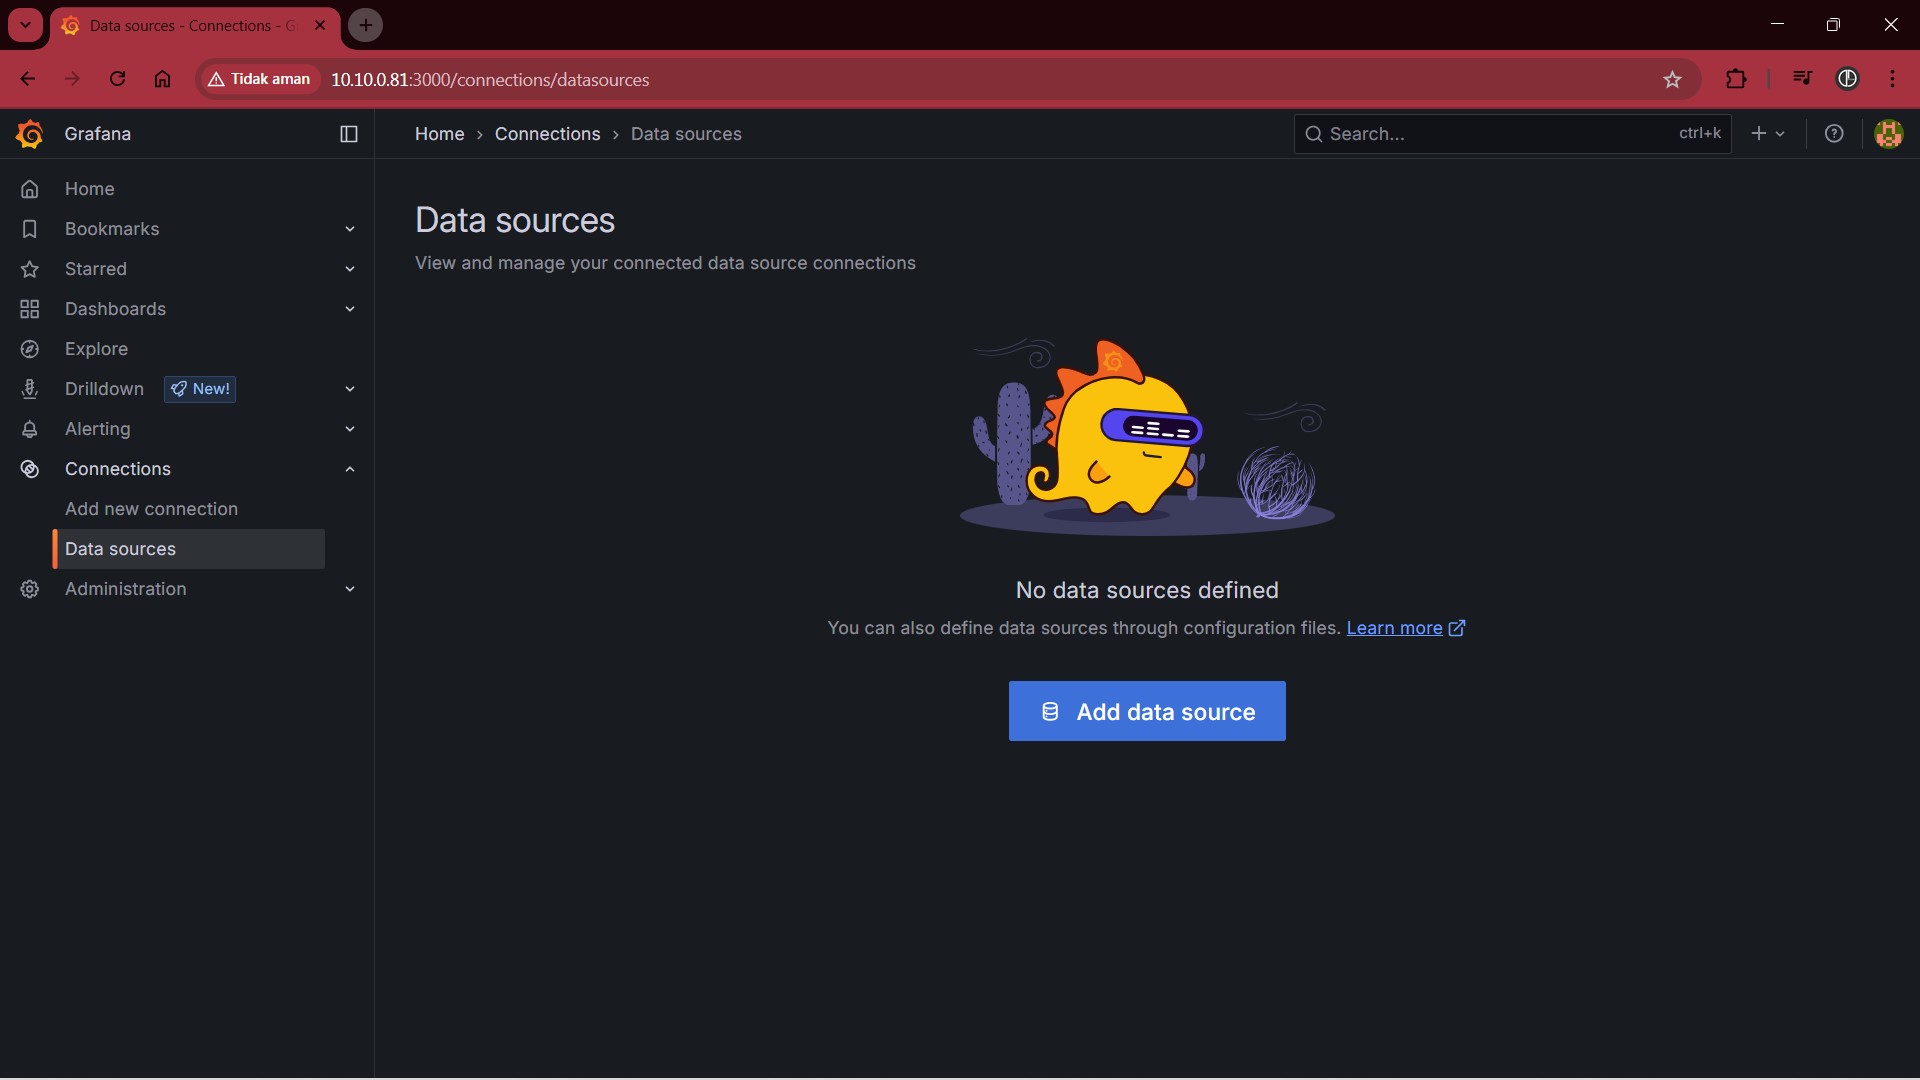 Data sources - Connections - G
Tidak aman
10.10.0.81:3000/connections/datasources
Grafana
Home › Connections › Data sources
Search...
ctrl+k
Home
Bookmarks
Starred
Dashboards
Explore
Drilldown
New!
Alerting
Connections
Add new connection
Data sources
Administration
Data sources
View and manage your connected data source connections
No data sources defined
You can also define data sources through configuration files. Learn more
Add data source